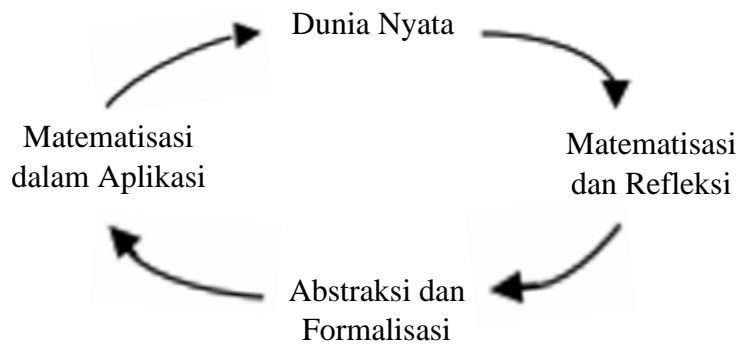 Dunia Nyata
Matematisasi
dan Refleksi
Abstraksi dan
Formalisasi
Matematisasi
dalam Aplikasi